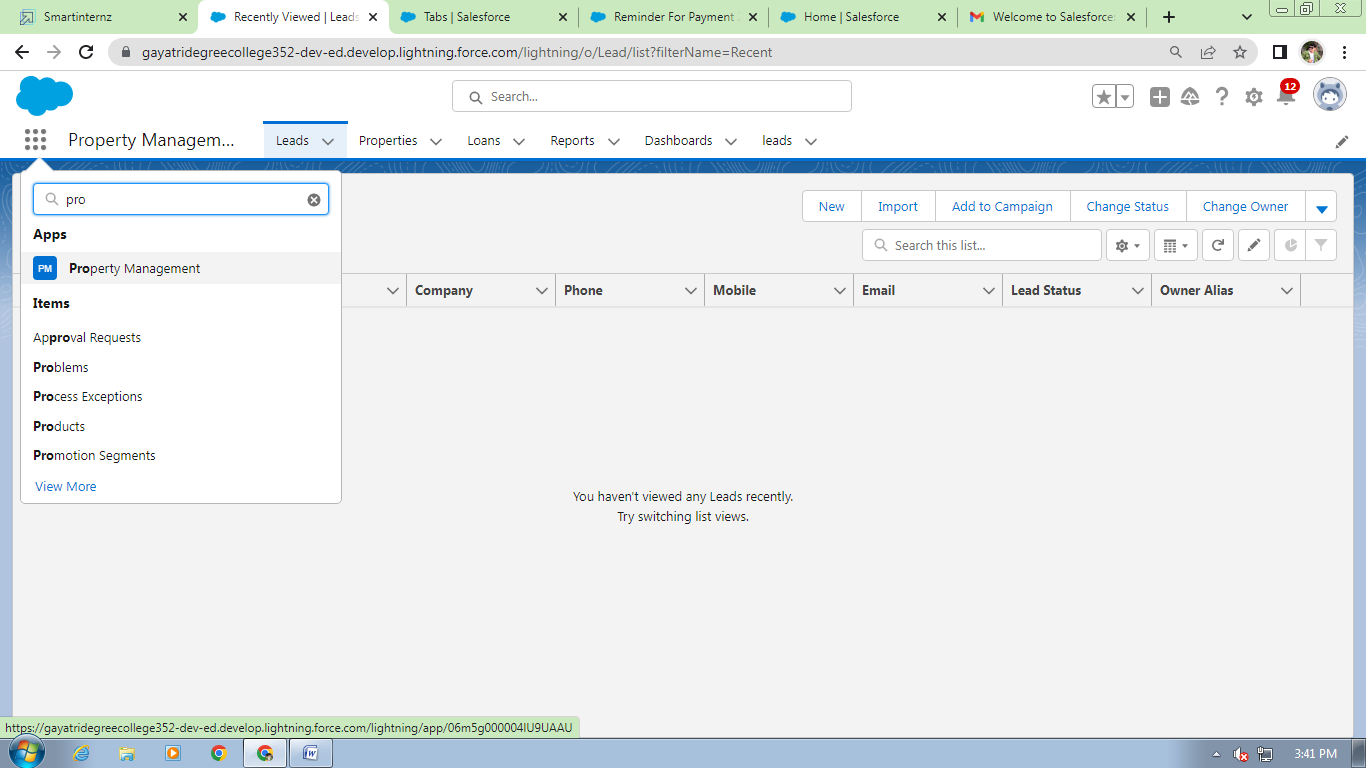 Smartinternz
Recently Viewed | Leads
Tabs | Salesforce
Reminder For Payment
Home | Salesforce
Welcome to Salesforce:
gayatridegreecollege352-dev-ed.develop.lightning.force.com/lightning/o/Lead/list?filterName=Recent
Search...
12
Property Managem...
Leads
Properties
Loans
Reports
Dashboards
leads
pro
Apps
PM
Property Management
Items
Approval Requests
Problems
Process Exceptions
Products
Promotion Segments
View More
New
Import
Add to Campaign
Change Status
Change Owner
Search this list...
Company
Phone
Mobile
Email
Lead Status
Owner Alias
You haven't viewed any Leads recently.
Try switching list views.
https://gayatridegreecollege352-dev-ed.develop.lightning.force.com/lightning/app/06m5g000004IU9UAAU
3:41 PM